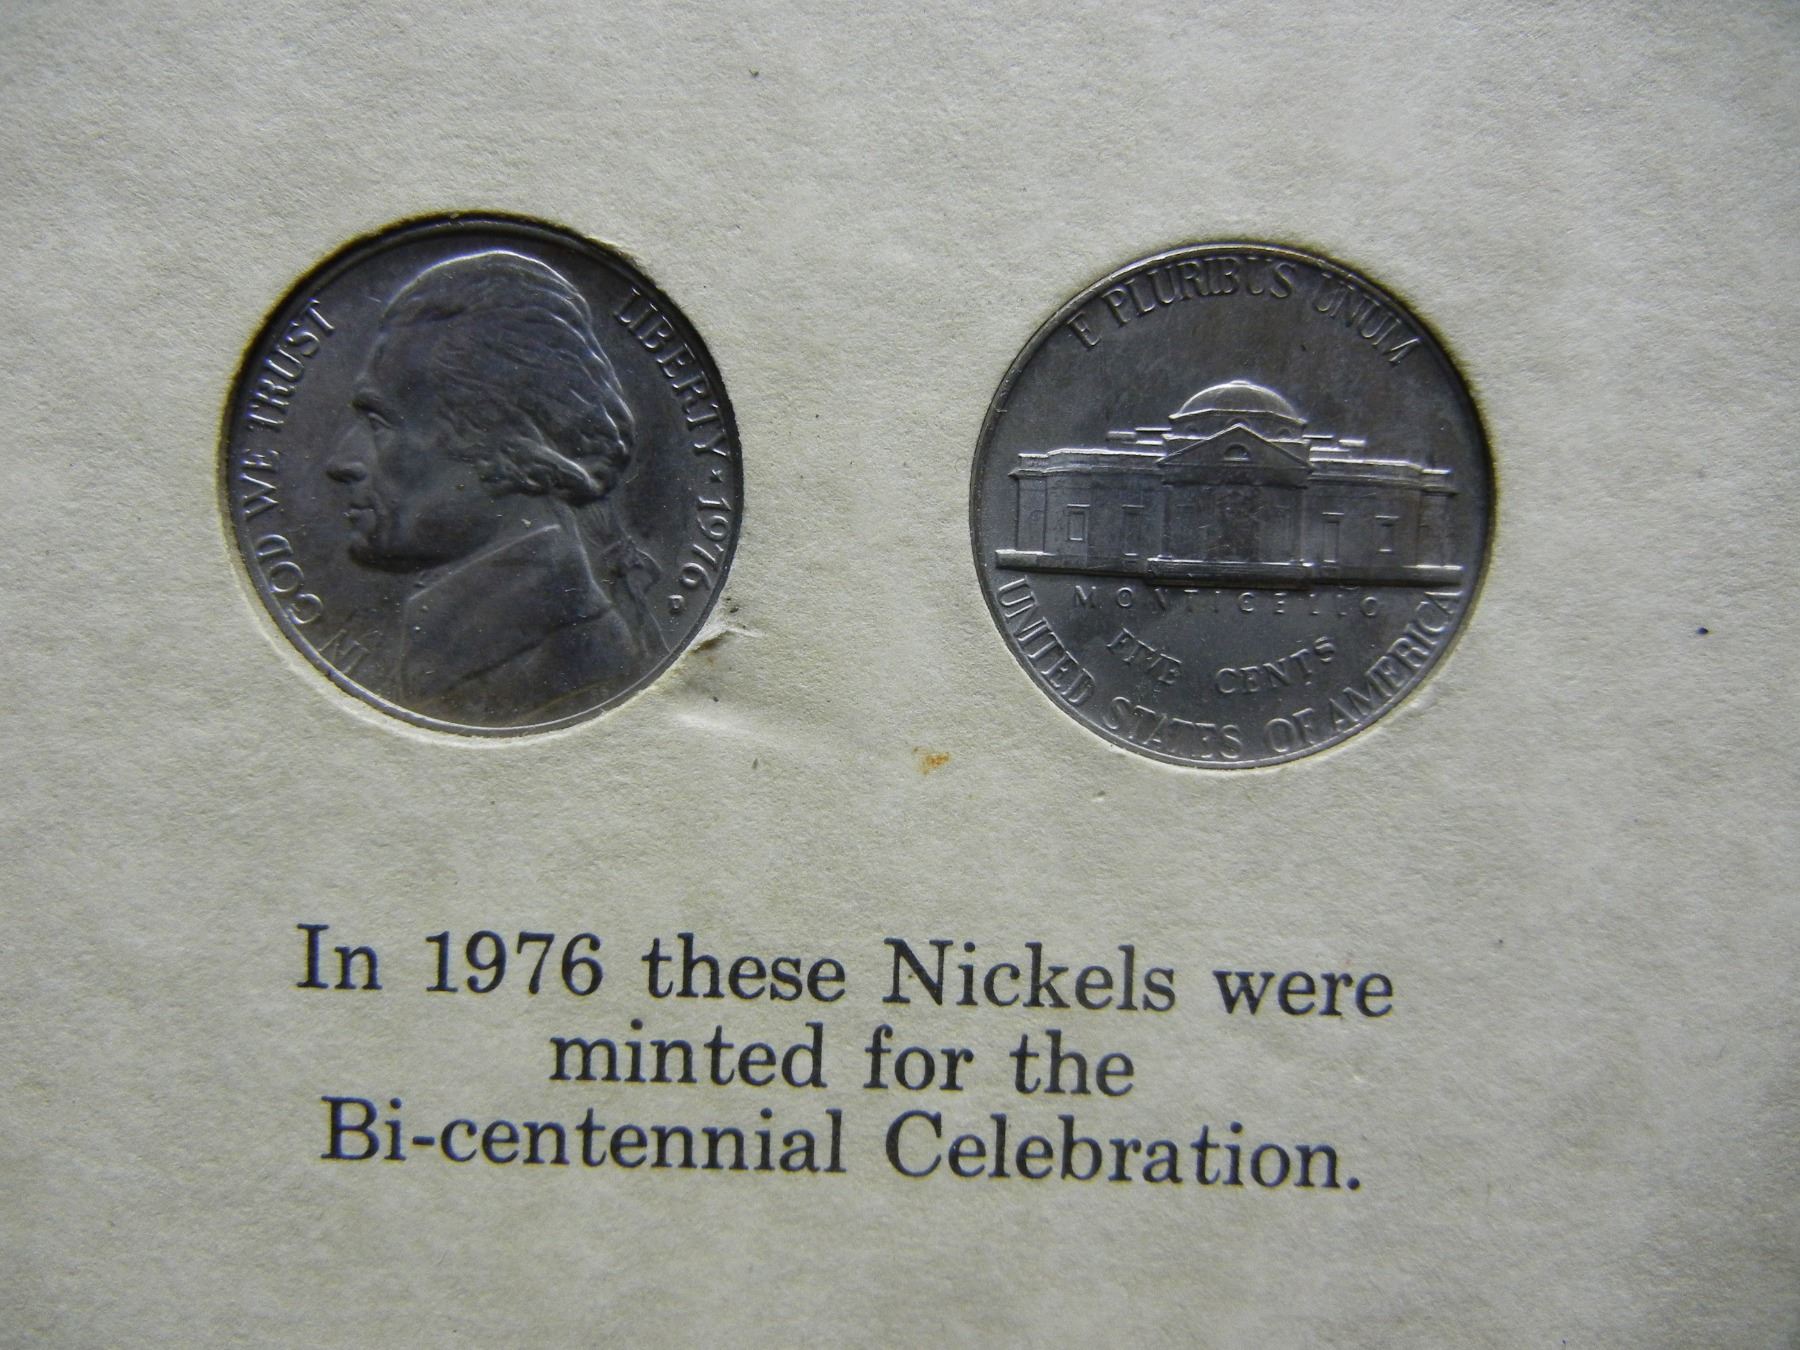 IN GOD WE TRUST
LIBERTY * 1976
D
E PLURIBUS UNUM
MONTICELLO
FIVE CENTS
UNITED STATES OF AMERICA
In 1976 these Nickels were
minted for the
Bi-centennial Celebration.